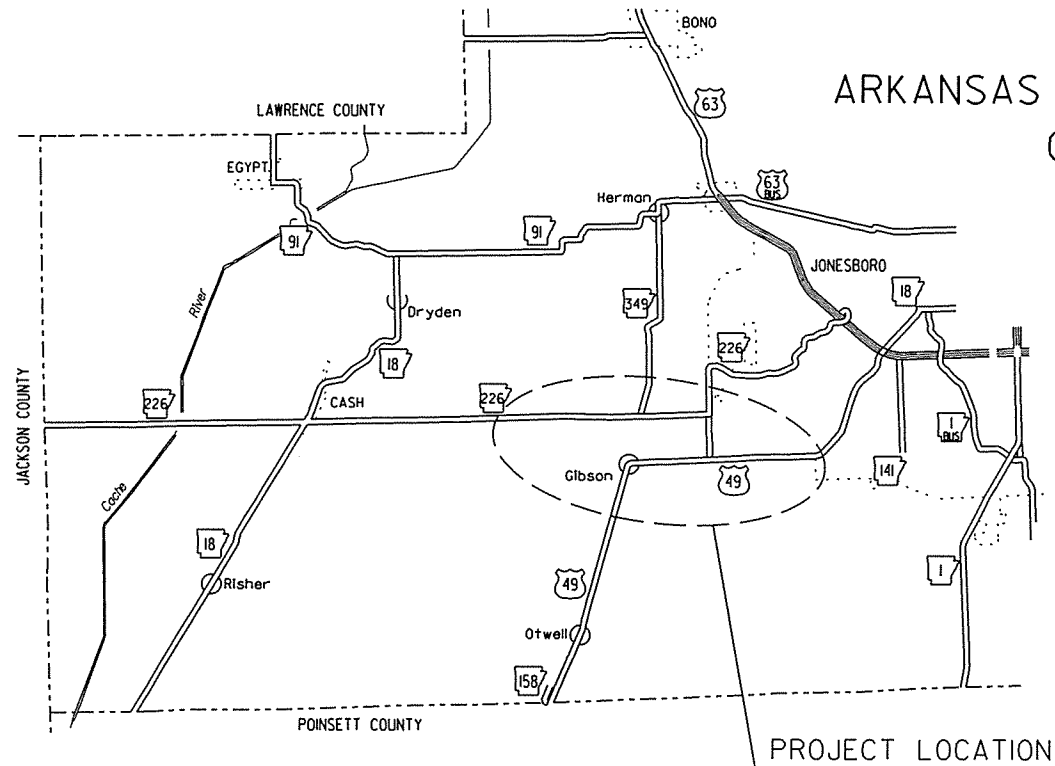 BONO
ARKANSAS
LAWRENCE COUNTY
63
EGYPT
Herman
63
BUS
91
91
JONESBORO
River
349
18
Dryden
226
18
CASH
226
226
JACKSON COUNTY
1
BUS
Gibson
49
141
Cache
18
Risher
49
1
Otwell
158
POINSETT COUNTY
PROJECT LOCATION